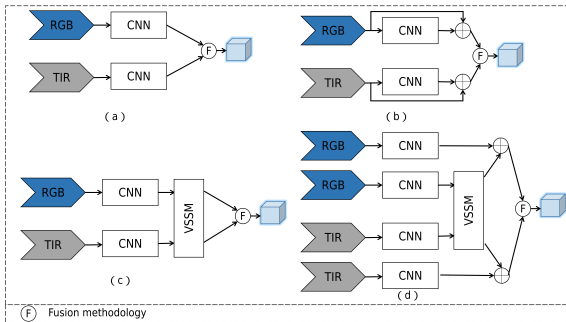 RGB CNN
F
TIR CNN
( a )
RGB CNN
F
TIR CNN
( b )
RGB CNN
VSSM
F
TIR CNN
( c )
RGB CNN
RGB CNN
VSSM
F
TIR CNN
TIR CNN
( d )
F Fusion methodology